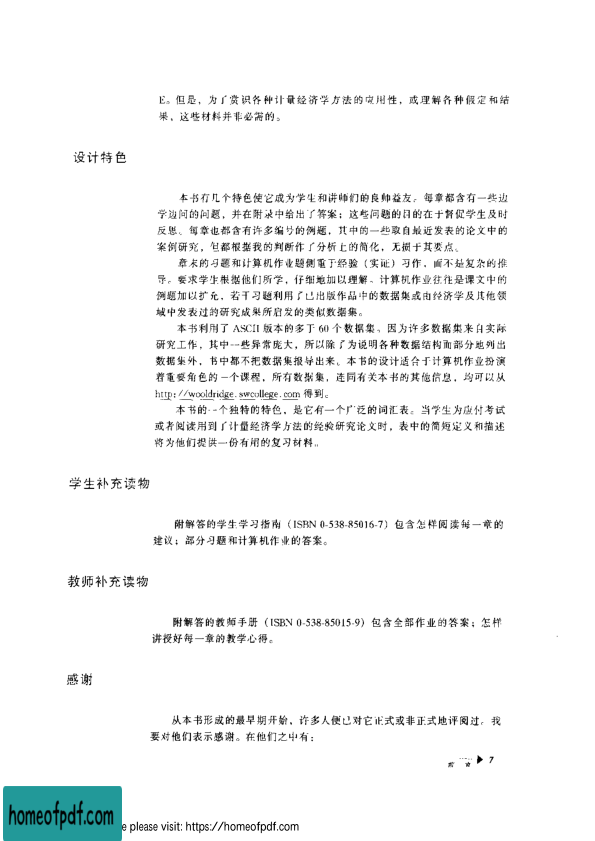 E。但是，为了赏识各种计量经济学方法的应用性，或理解各种假定和结
果，这些材料并非必需的。
设计特色
本书有几个特色使它成为学生和讲师们的良师益友。每章都含有一些边
学边问的问题，并在附录中给出了答案；这些问题的目的在于督促学生及时
反思。每章也都含有许多编号的例题，其中的一些取自最近发表的论文中的
案例研究，但都根据我的判断作了分析上的简化，无损于其要点。
章末的习题和计算机作业题侧重于经验（实证）习作，而不是复杂的推
导。要求学生根据他们所学，仔细地加以理解。计算机作业往往是课文中的
例题加以扩充，若干习题利用了已出版作品中的数据集或由经济学及其他领
域中发表过的研究成果所启发的类似数据集。
本书利用了 ASCII 版本的多于 60 个数据集。因为许多数据集来自实际
研究工作，其中一些异常庞大，所以除了为说明各种数据结构而部分地列出
数据集外，书中都不把数据集报导出来。本书的设计适合于计算机作业扮演
着重要角色的一个课程，所有数据集，连同有关本书的其他信息，均可以从
http://wooldridge.swcollege.com 得到。
本书的一个独特的特色，是它有一个广泛的词汇表。当学生为应付考试
或者阅读用到了计量经济学方法的经验研究论文时，表中的简短定义和描述
将为他们提供一份有用的复习材料。
学生补充读物
附解答的学生学习指南（ISBN 0-538-85016-7）包含怎样阅读每一章的
建议；部分习题和计算机作业的答案。
教师补充读物
附解答的教师手册（ISBN 0-538-85015-9）包含全部作业的答案；怎样
讲授好每一章的教学心得。
感谢
从本书形成的最早期开始，许多人便已对它正式或非正式地评阅过。我
要对他们表示感谢。在他们之中有：
前 言 ▶ 7
homeofpdf.com
e please visit: https://homeofpdf.com